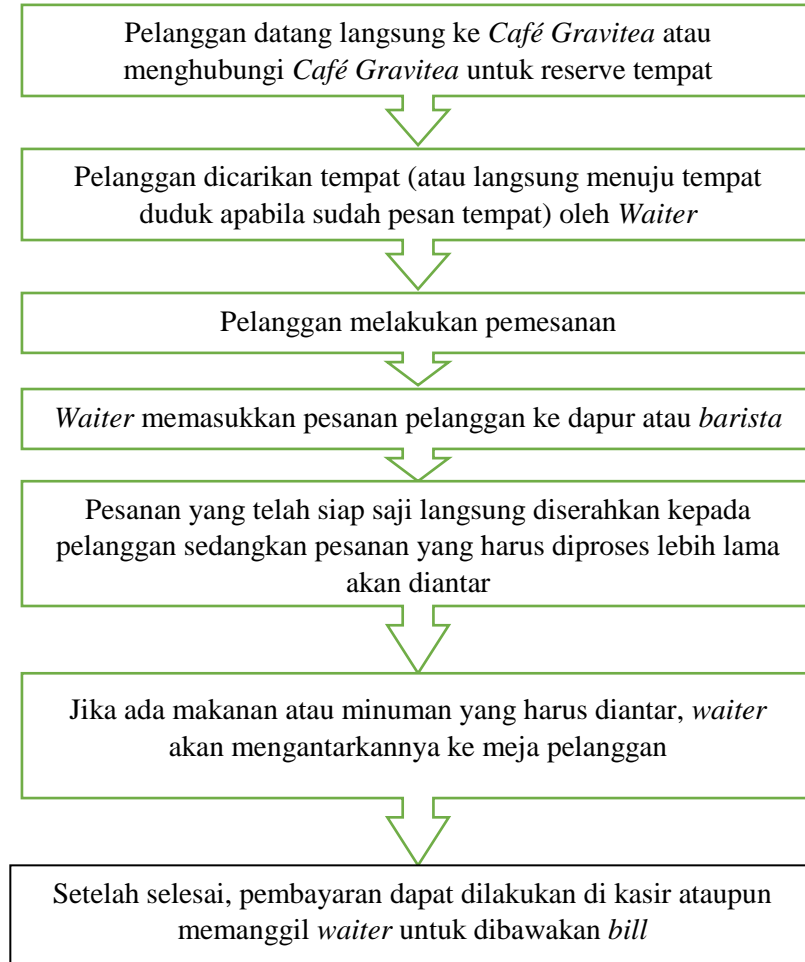 Pelanggan datang langsung ke Café Gravitea atau
menghubungi Café Gravitea untuk reserve tempat
Pelanggan dicarikan tempat (atau langsung menuju tempat
duduk apabila sudah pesan tempat) oleh Waiter
Pelanggan melakukan pemesanan
Waiter memasukkan pesanan pelanggan ke dapur atau barista
Pesanan yang telah siap saji langsung diserahkan kepada
pelanggan sedangkan pesanan yang harus diproses lebih lama
akan diantar
Jika ada makanan atau minuman yang harus diantar, waiter
akan mengantarkannya ke meja pelanggan
Setelah selesai, pembayaran dapat dilakukan di kasir ataupun
memanggil waiter untuk dibawakan bill